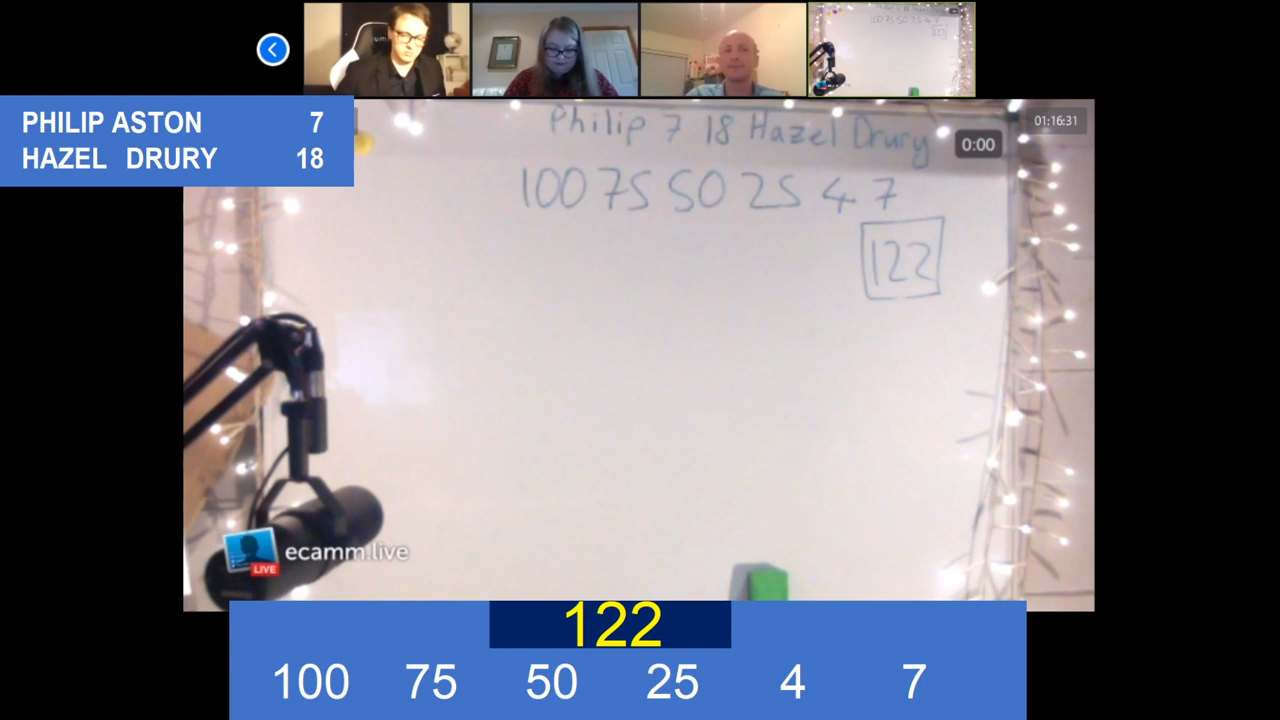 PHILIP ASTON 7
HAZEL DRURY 18
Philip 7 18 Hazel Drury
01:16:31
0:00
100 75 50 25 4 7
122
ecamm.live
LIVE
122
100 75 50 25 4 7